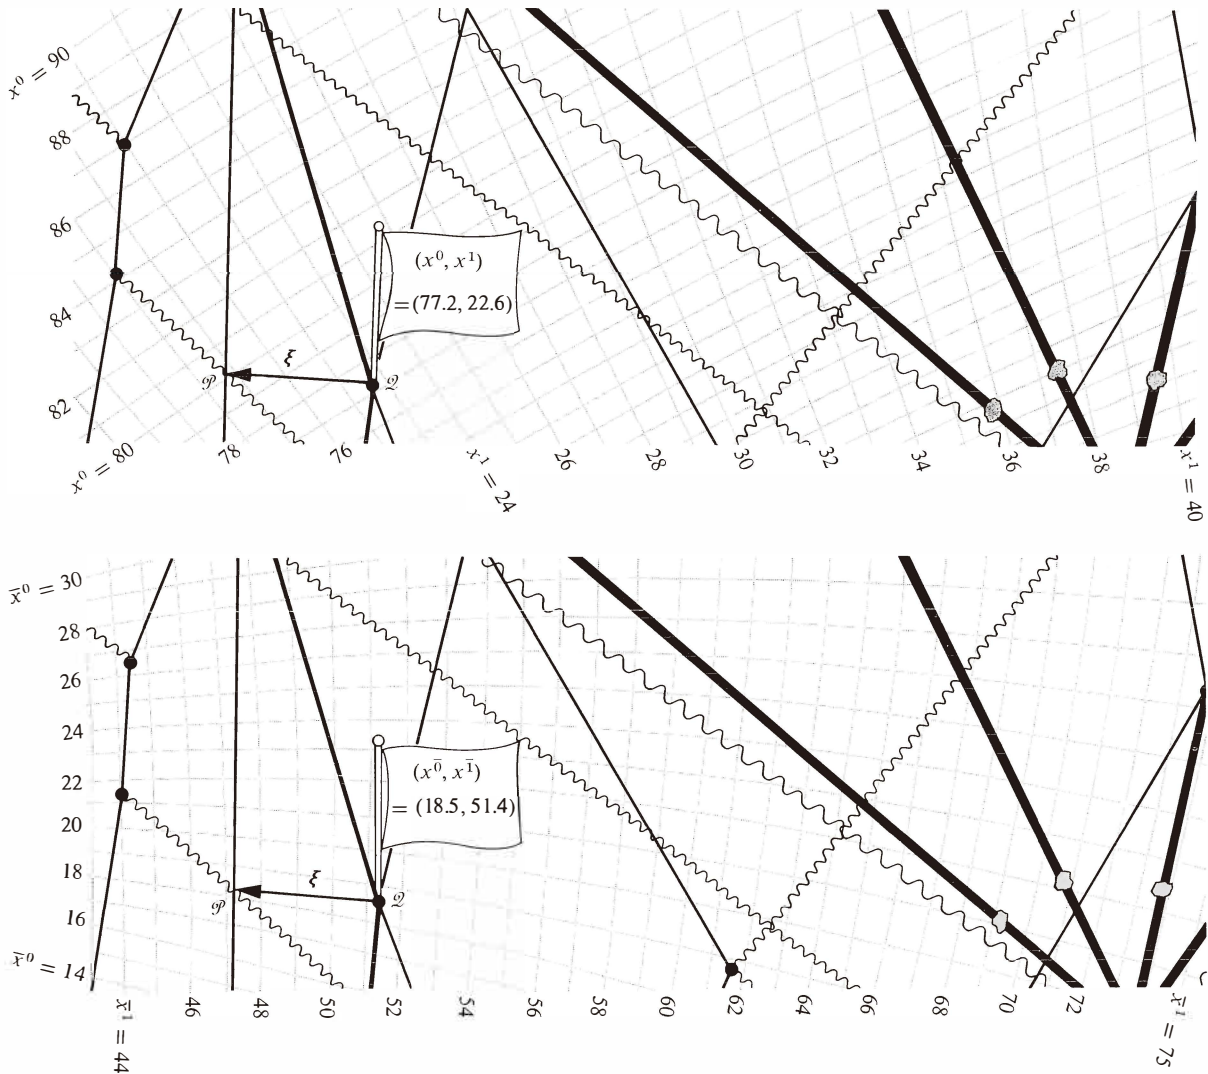 x⁰ = 90
88
86
(x⁰, x¹)
= (77.2, 22.6)
84
ξ
𝒫
𝒬
82
x⁰ = 80
78
76
x¹ = 24
26
28
30
32
34
36
38
x¹ = 40
x̄⁰ = 30
28
26
24
(x^0̄, x^1̄)
22
= (18.5, 51.4)
20
18
ξ
𝒫
𝒬
16
x̄⁰ = 14
x̄¹ = 44
46
48
50
52
54
56
58
60
62
64
66
68
70
72
x̄¹ = 75